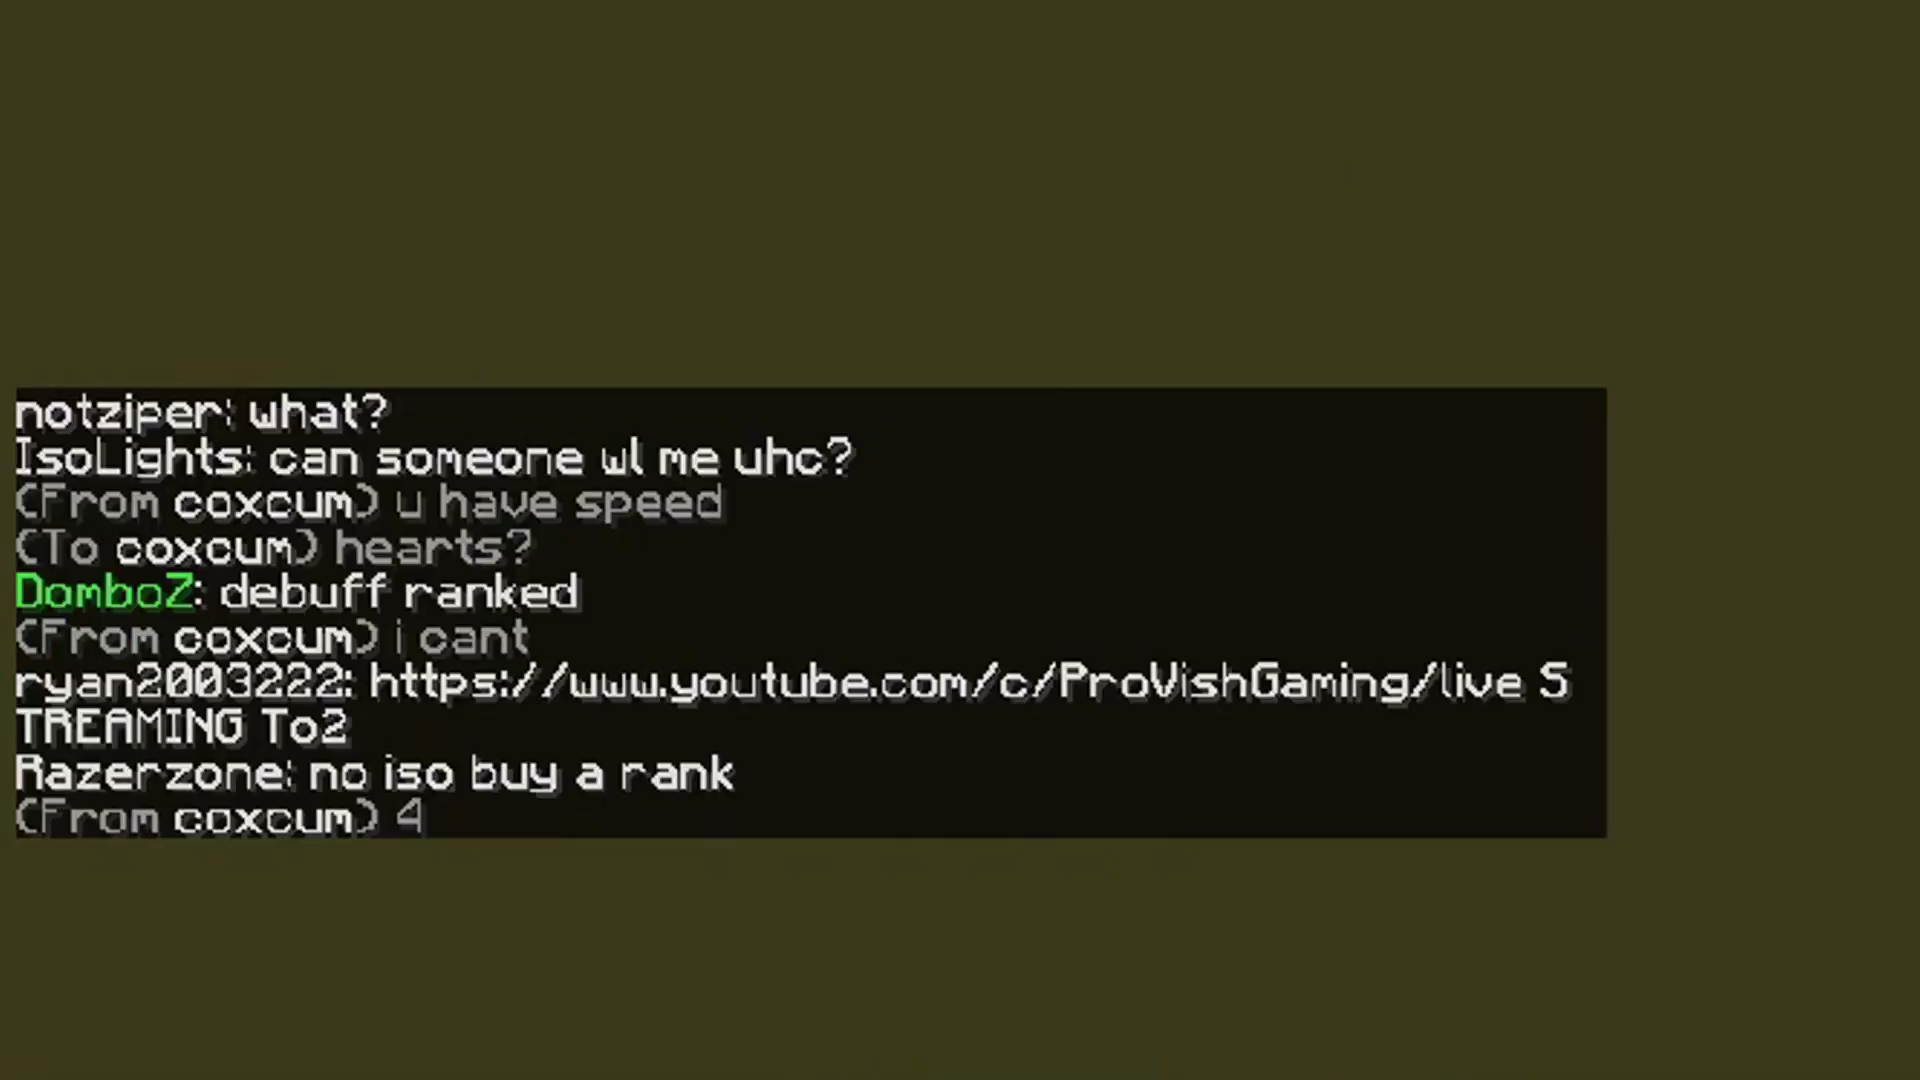 notziper: what?
IsoLights: can someone wl me uhc?
(From coxcum) u have speed
(To coxcum) hearts?
DomboZ: debuff ranked
(From coxcum) i cant
ryan2003222: https://www.youtube.com/c/ProVishGaming/live S
TREAMING To2
Razerzone: no iso buy a rank
(From coxcum) 4